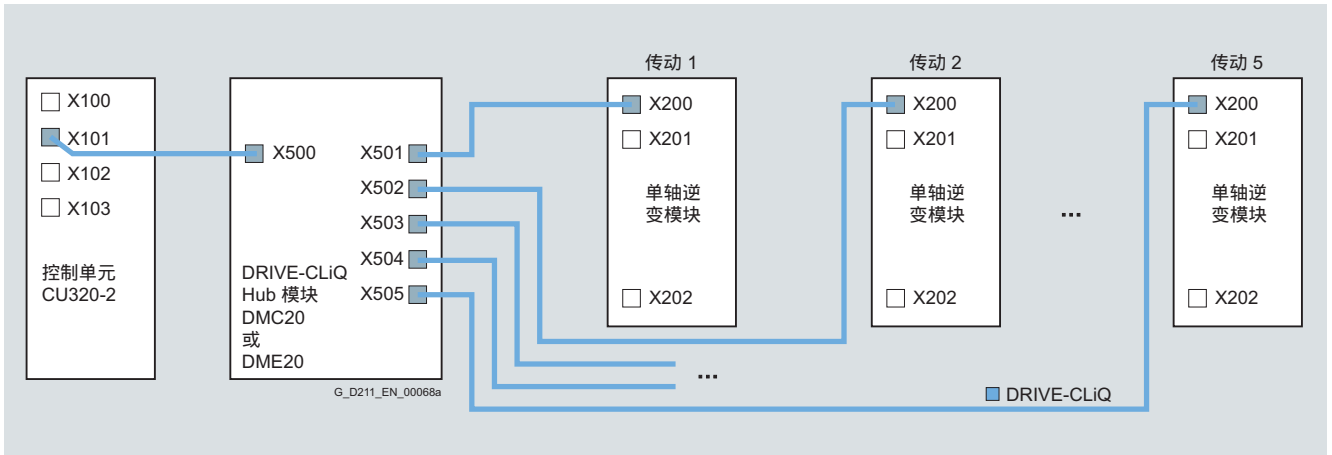 传动 1
传动 2
传动 5
X100
X101
X102
X103
控制单元
CU320-2
X500
X501
X502
X503
X504
X505
DRIVE-CLiQ
Hub 模块
DMC20
或
DME20
G_D211_EN_00068a
X200
X201
单轴逆
变模块
X202
X200
X201
单轴逆
变模块
X202
...
...
X200
X201
单轴逆
变模块
X202
DRIVE-CLiQ